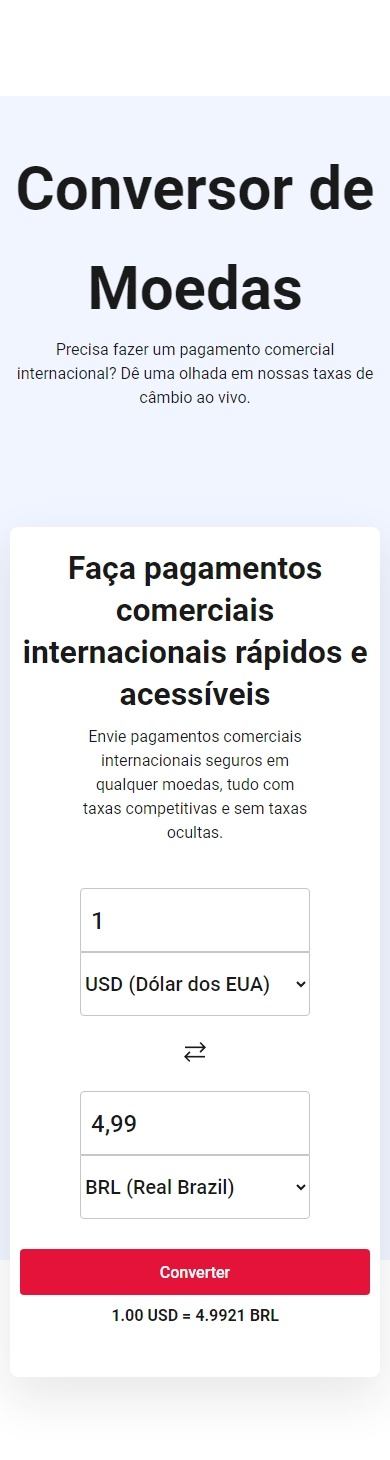 Conversor de
Moedas
Precisa fazer um pagamento comercial
internacional? Dê uma olhada em nossas taxas de
câmbio ao vivo.
Faça pagamentos
comerciais
internacionais rápidos e
acessíveis
Envie pagamentos comerciais
internacionais seguros em
qualquer moedas, tudo com
taxas competitivas e sem taxas
ocultas.
1
USD (Dólar dos EUA)
4,99
BRL (Real Brazil)
Converter
1.00 USD = 4.9921 BRL